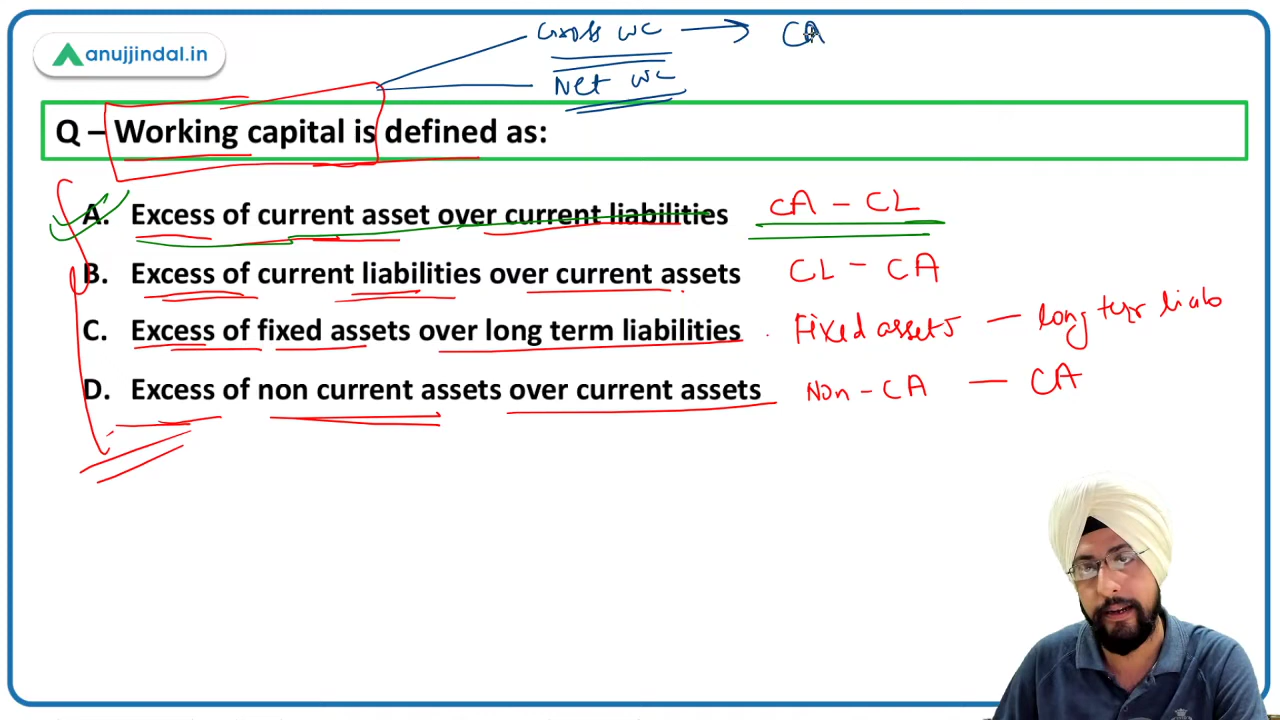 Gross WC → CA
Net WC
anujjindal.in
Q – Working capital is defined as:
A. Excess of current asset over current liabilities CA – CL
B. Excess of current liabilities over current assets CL – CA
C. Excess of fixed assets over long term liabilities Fixed assets – long term liab
D. Excess of non current assets over current assets Non – CA – CA